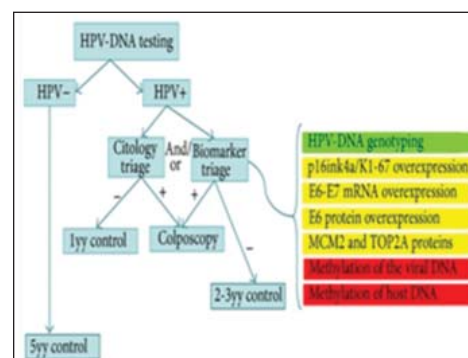 HPV-DNA testing
HPV−
HPV+
Citology
triage
And/
or
Biomarker
triage
−
+
+
−
1yy control
Colposcopy
2-3yy control
5yy control
HPV-DNA genotyping
p16ink4a/K1-67 overexpression
E6-E7 mRNA overexpression
E6 protein overexpression
MCM2 and TOP2A proteins
Methylation of the viral DNA
Methylation of host DNA